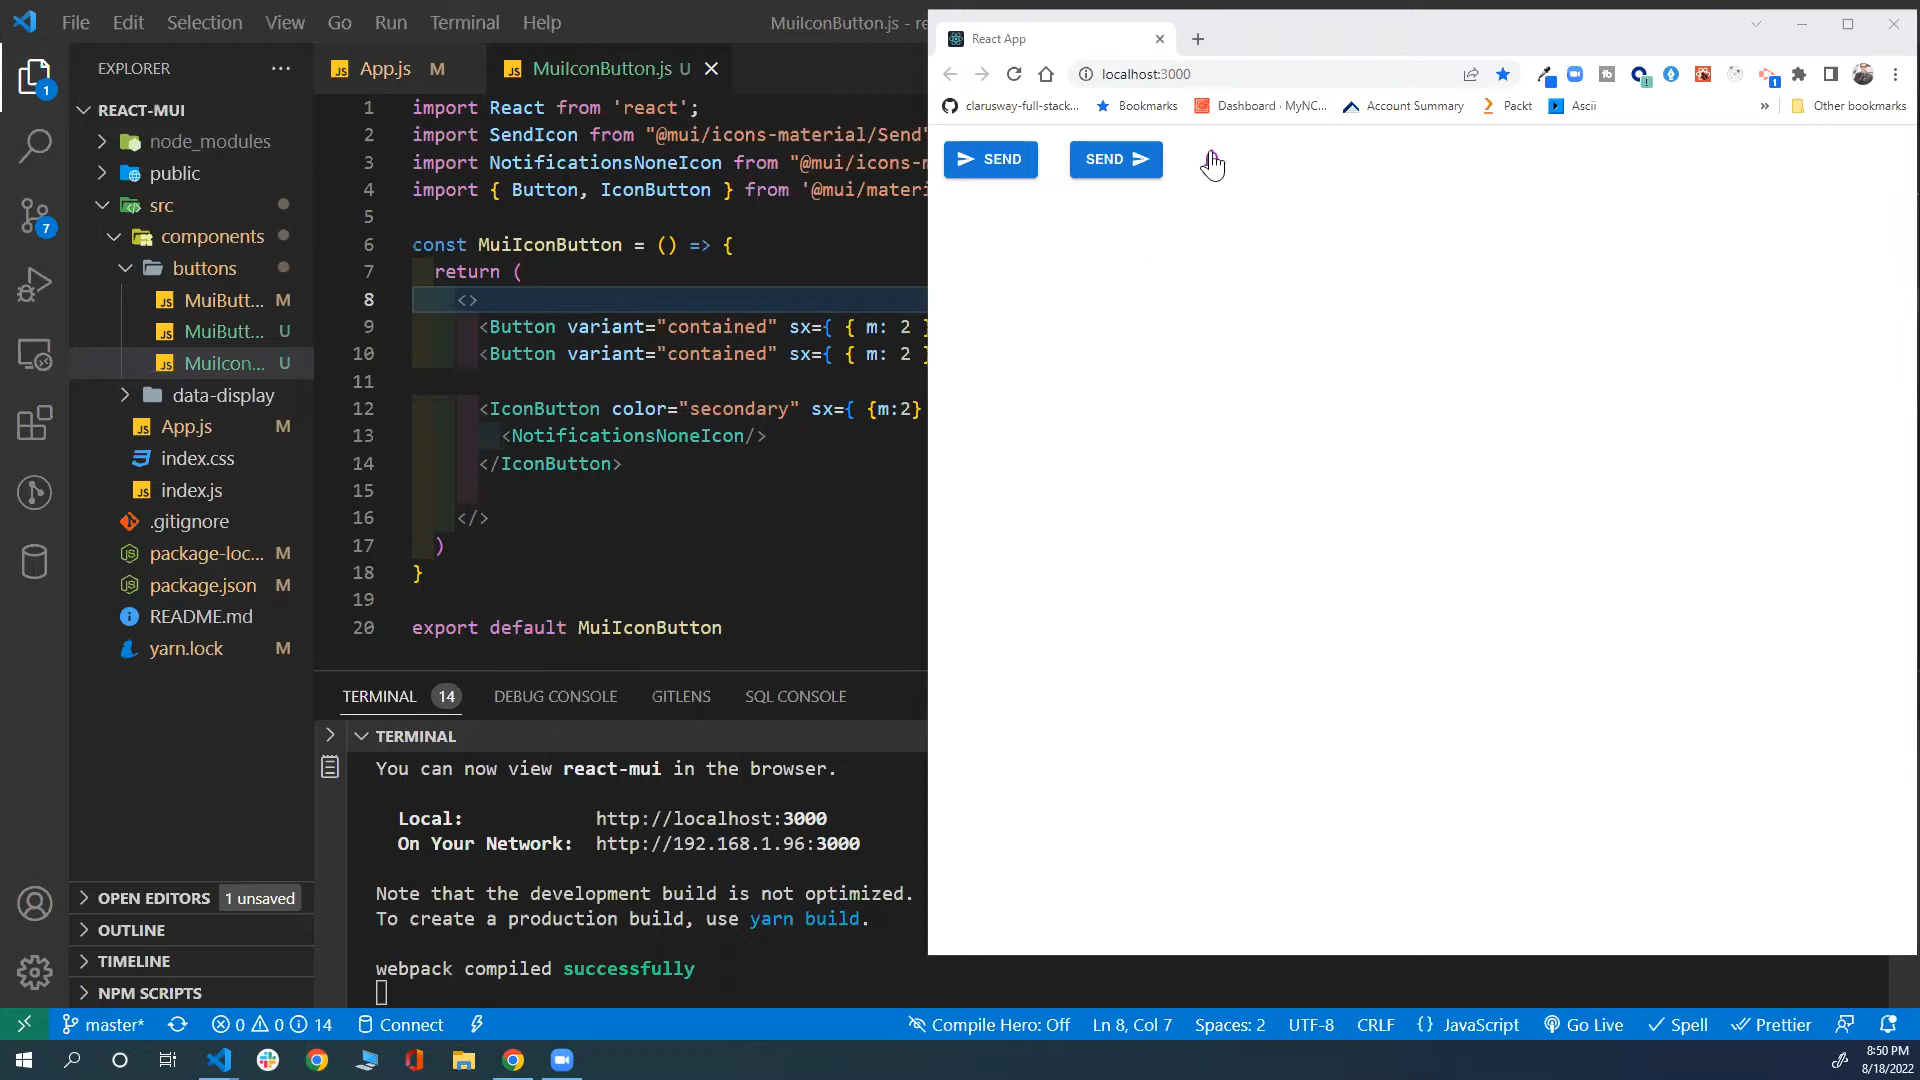 File Edit Selection View Go Run Terminal Help
MuiIconButton.js - re
EXPLORER
REACT-MUI
node_modules
public
src
components
buttons
MuiButt... M
MuiButt... U
MuiIcon... U
data-display
App.js M
index.css
index.js
.gitignore
package-loc... M
package.json M
README.md
yarn.lock M
OPEN EDITORS 1 unsaved
OUTLINE
TIMELINE
NPM SCRIPTS
1
7
App.js M
MuiIconButton.js U
1 import React from 'react';
2 import SendIcon from "@mui/icons-material/Send"
3 import NotificationsNoneIcon from "@mui/icons-m
4 import { Button, IconButton } from '@mui/materi
5
6 const MuiIconButton = () => {
7 return (
8 <>
9 <Button variant="contained" sx={ { m: 2 }
10 <Button variant="contained" sx={ { m: 2 }
11
12 <IconButton color="secondary" sx={ {m:2}
13 <NotificationsNoneIcon/>
14 </IconButton>
15
16 </>
17 )
18 }
19
20 export default MuiIconButton
TERMINAL 14 DEBUG CONSOLE GITLENS SQL CONSOLE
TERMINAL
You can now view react-mui in the browser.
Local: http://localhost:3000
On Your Network: http://192.168.1.96:3000
Note that the development build is not optimized.
To create a production build, use yarn build.
webpack compiled successfully
React App
localhost:3000
clarusway-full-stack... Bookmarks Dashboard · MyNC... Account Summary Packt Ascii » Other bookmarks
SEND
SEND
master* 0 0 14 Connect
Compile Hero: Off Ln 8, Col 7 Spaces: 2 UTF-8 CRLF {} JavaScript Go Live Spell Prettier
8:50 PM
8/18/2022